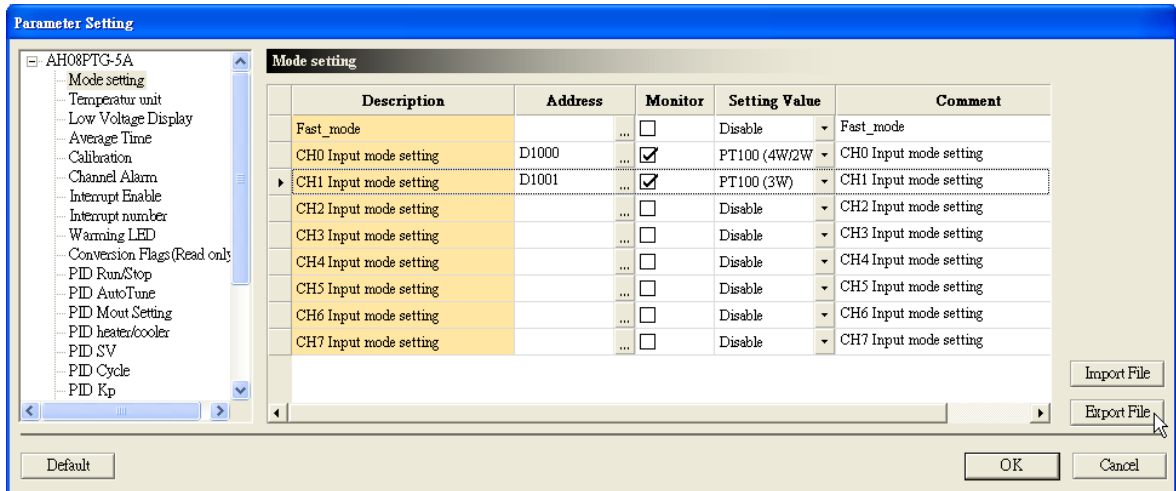 Parameter Setting
AH08PTG-5A
Mode setting
Temperatur unit
Low Voltage Display
Average Time
Calibration
Channel Alarm
Interrupt Enable
Interrupt number
Warming LED
Conversion Flags(Read only
PID Run/Stop
PID AutoTune
PID Mout Setting
PID heater/cooler
PID SV
PID Cycle
PID Kp
Mode setting
Description Address Monitor Setting Value Comment
Fast_mode ... Disable Fast_mode
CH0 Input mode setting D1000 ... PT100 (4W/2W CH0 Input mode setting
CH1 Input mode setting D1001 ... PT100 (3W) CH1 Input mode setting
CH2 Input mode setting ... Disable CH2 Input mode setting
CH3 Input mode setting ... Disable CH3 Input mode setting
CH4 Input mode setting ... Disable CH4 Input mode setting
CH5 Input mode setting ... Disable CH5 Input mode setting
CH6 Input mode setting ... Disable CH6 Input mode setting
CH7 Input mode setting ... Disable CH7 Input mode setting
Import File
Export File
Default OK Cancel